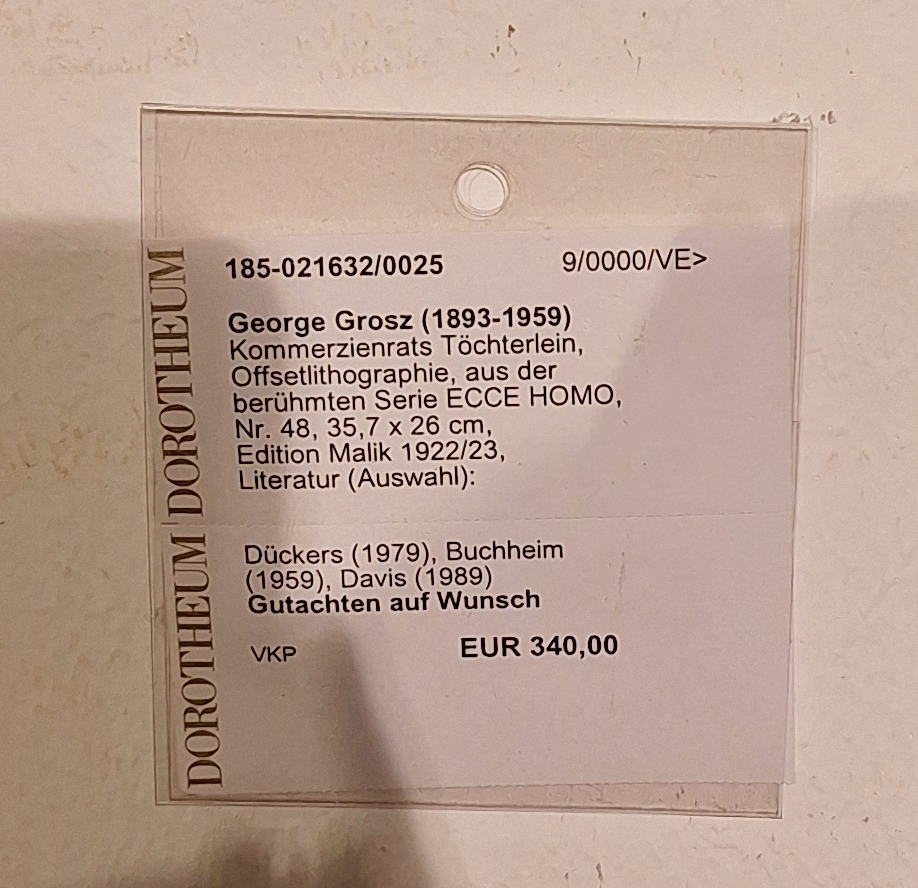 185-021632/0025 9/0000/VE>
George Grosz (1893-1959)
Kommerzienrats Töchterlein,
Offsetlithographie, aus der
berühmten Serie ECCE HOMO,
Nr. 48, 35,7 x 26 cm,
Edition Malik 1922/23,
Literatur (Auswahl):
Dückers (1979), Buchheim
(1959), Davis (1989)
Gutachten auf Wunsch
VKP EUR 340,00
DOROTHEUM DOROTHEUM